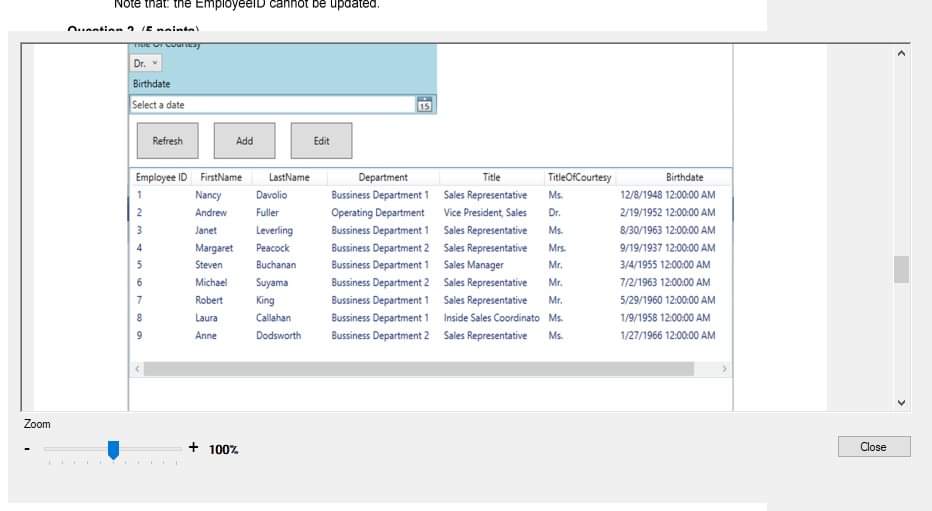 Note that: the EmployeeID cannot be updated.
Question 2. (5 points)
Title Of Courtesy
Dr.
Birthdate
Select a date 15
Refresh Add Edit
Employee ID FirstName LastName Department Title TitleOfCourtesy Birthdate
1 Nancy Davolio Bussiness Department 1 Sales Representative Ms. 12/8/1948 12:00:00 AM
2 Andrew Fuller Operating Department Vice President, Sales Dr. 2/19/1952 12:00:00 AM
3 Janet Leverling Bussiness Department 1 Sales Representative Ms. 8/30/1963 12:00:00 AM
4 Margaret Peacock Bussiness Department 2 Sales Representative Mrs. 9/19/1937 12:00:00 AM
5 Steven Buchanan Bussiness Department 1 Sales Manager Mr. 3/4/1955 12:00:00 AM
6 Michael Suyama Bussiness Department 2 Sales Representative Mr. 7/2/1963 12:00:00 AM
7 Robert King Bussiness Department 1 Sales Representative Mr. 5/29/1960 12:00:00 AM
8 Laura Callahan Bussiness Department 1 Inside Sales Coordinato Ms. 1/9/1958 12:00:00 AM
9 Anne Dodsworth Bussiness Department 2 Sales Representative Ms. 1/27/1966 12:00:00 AM
Zoom
- + 100%
Close